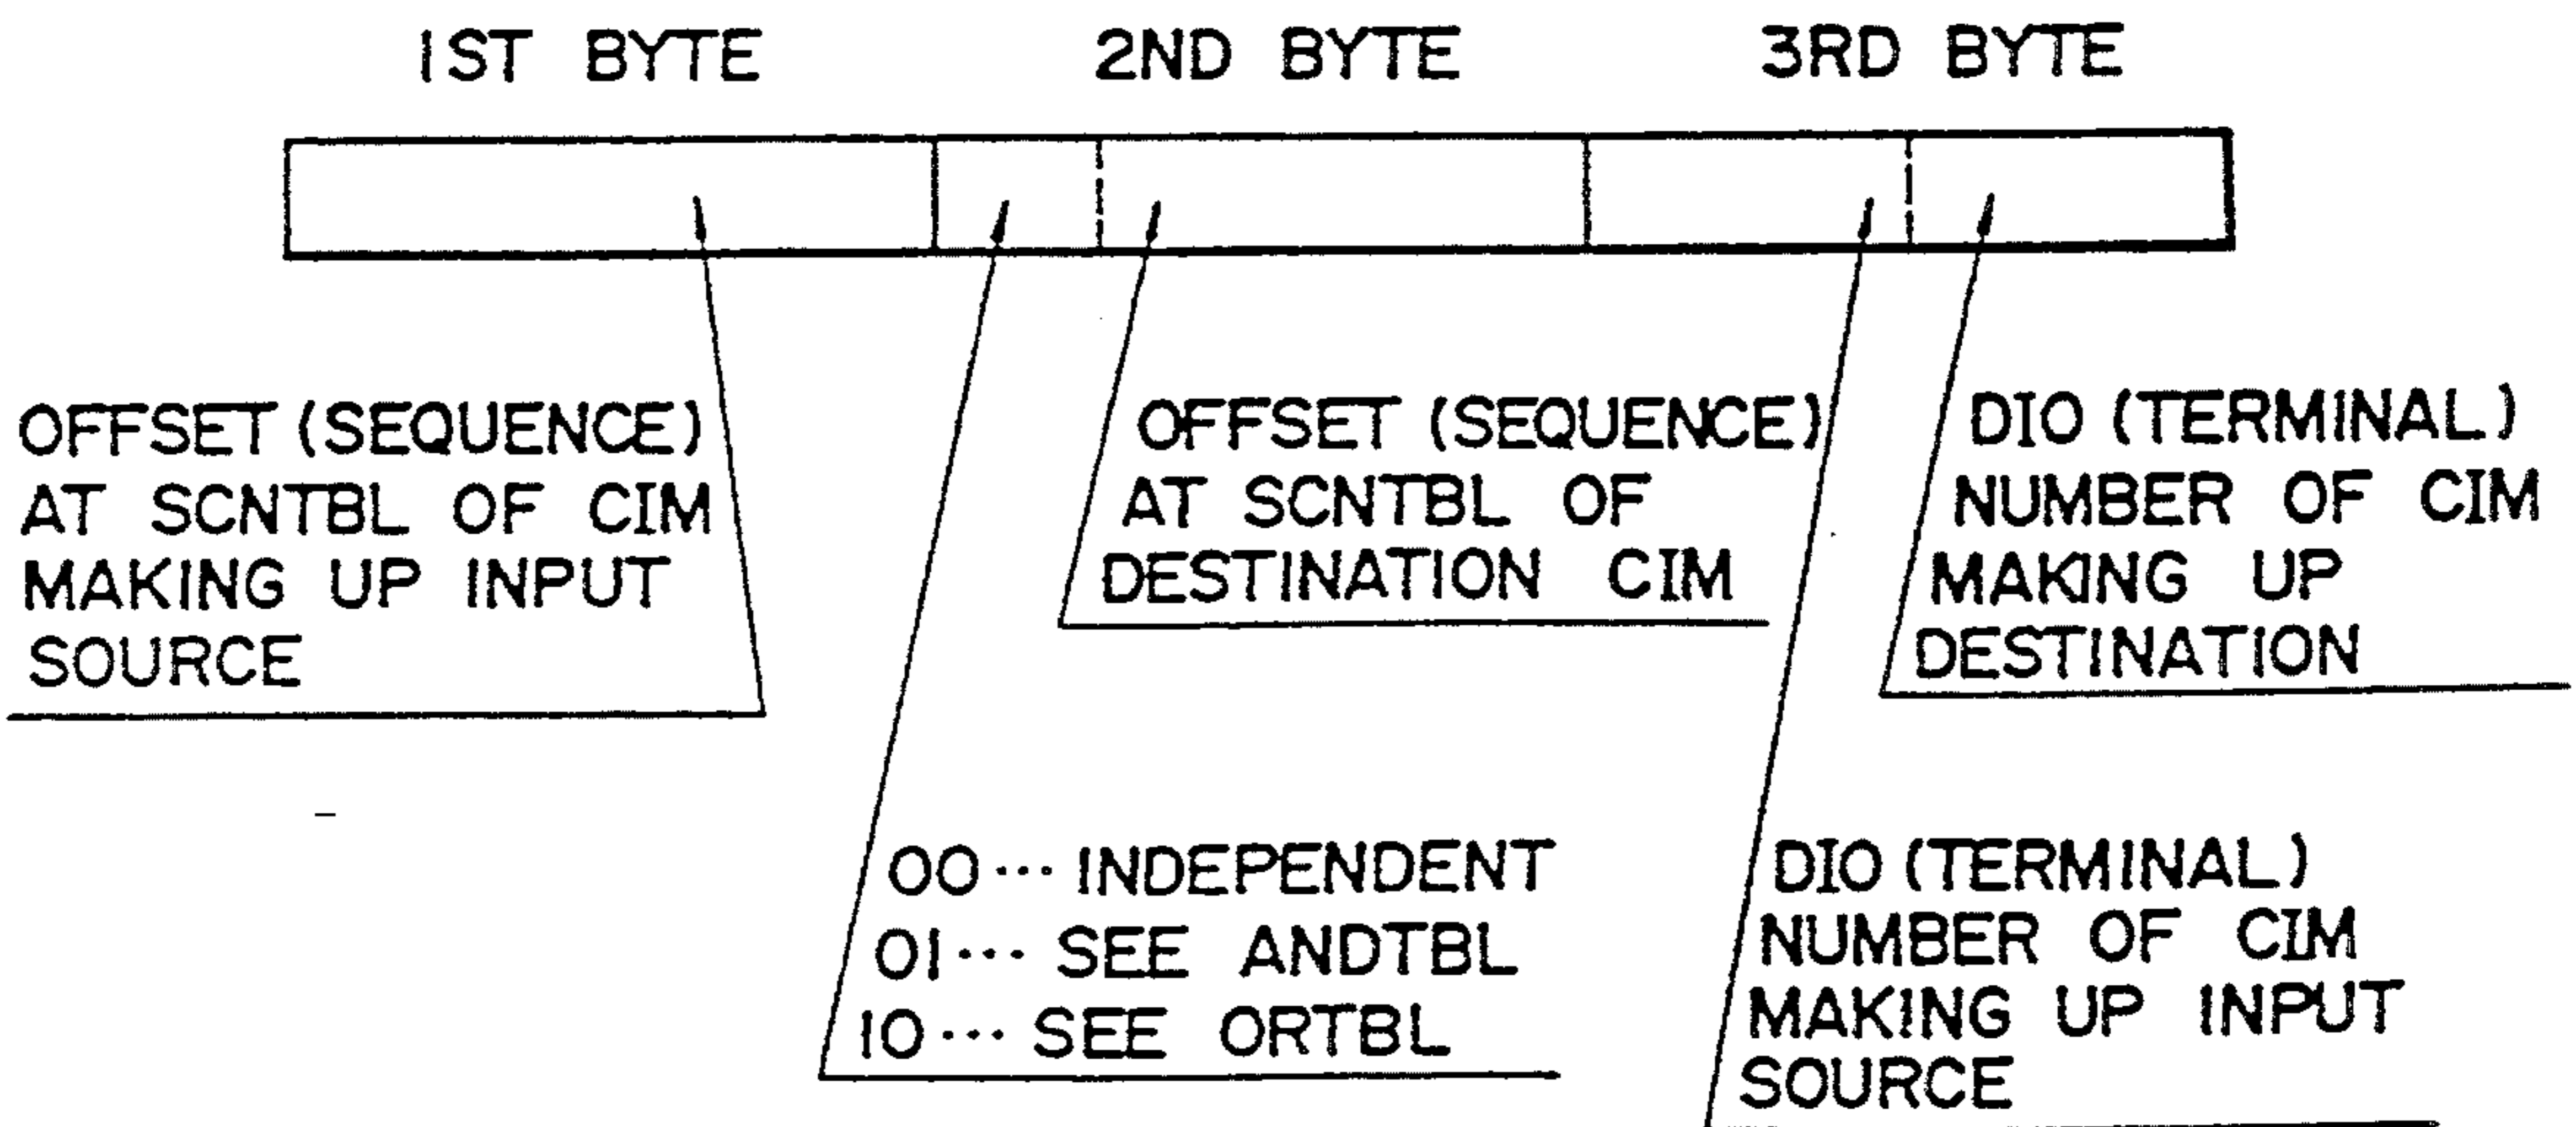 1ST BYTE 2ND BYTE 3RD BYTE
OFFSET (SEQUENCE)
AT SCNTBL OF CIM
MAKING UP INPUT
SOURCE
OFFSET (SEQUENCE)
AT SCNTBL OF
DESTINATION CIM
DIO (TERMINAL)
NUMBER OF CIM
MAKING UP
DESTINATION
00... INDEPENDENT
01... SEE ANDTBL
10... SEE ORTBL
DIO (TERMINAL)
NUMBER OF CIM
MAKING UP INPUT
SOURCE